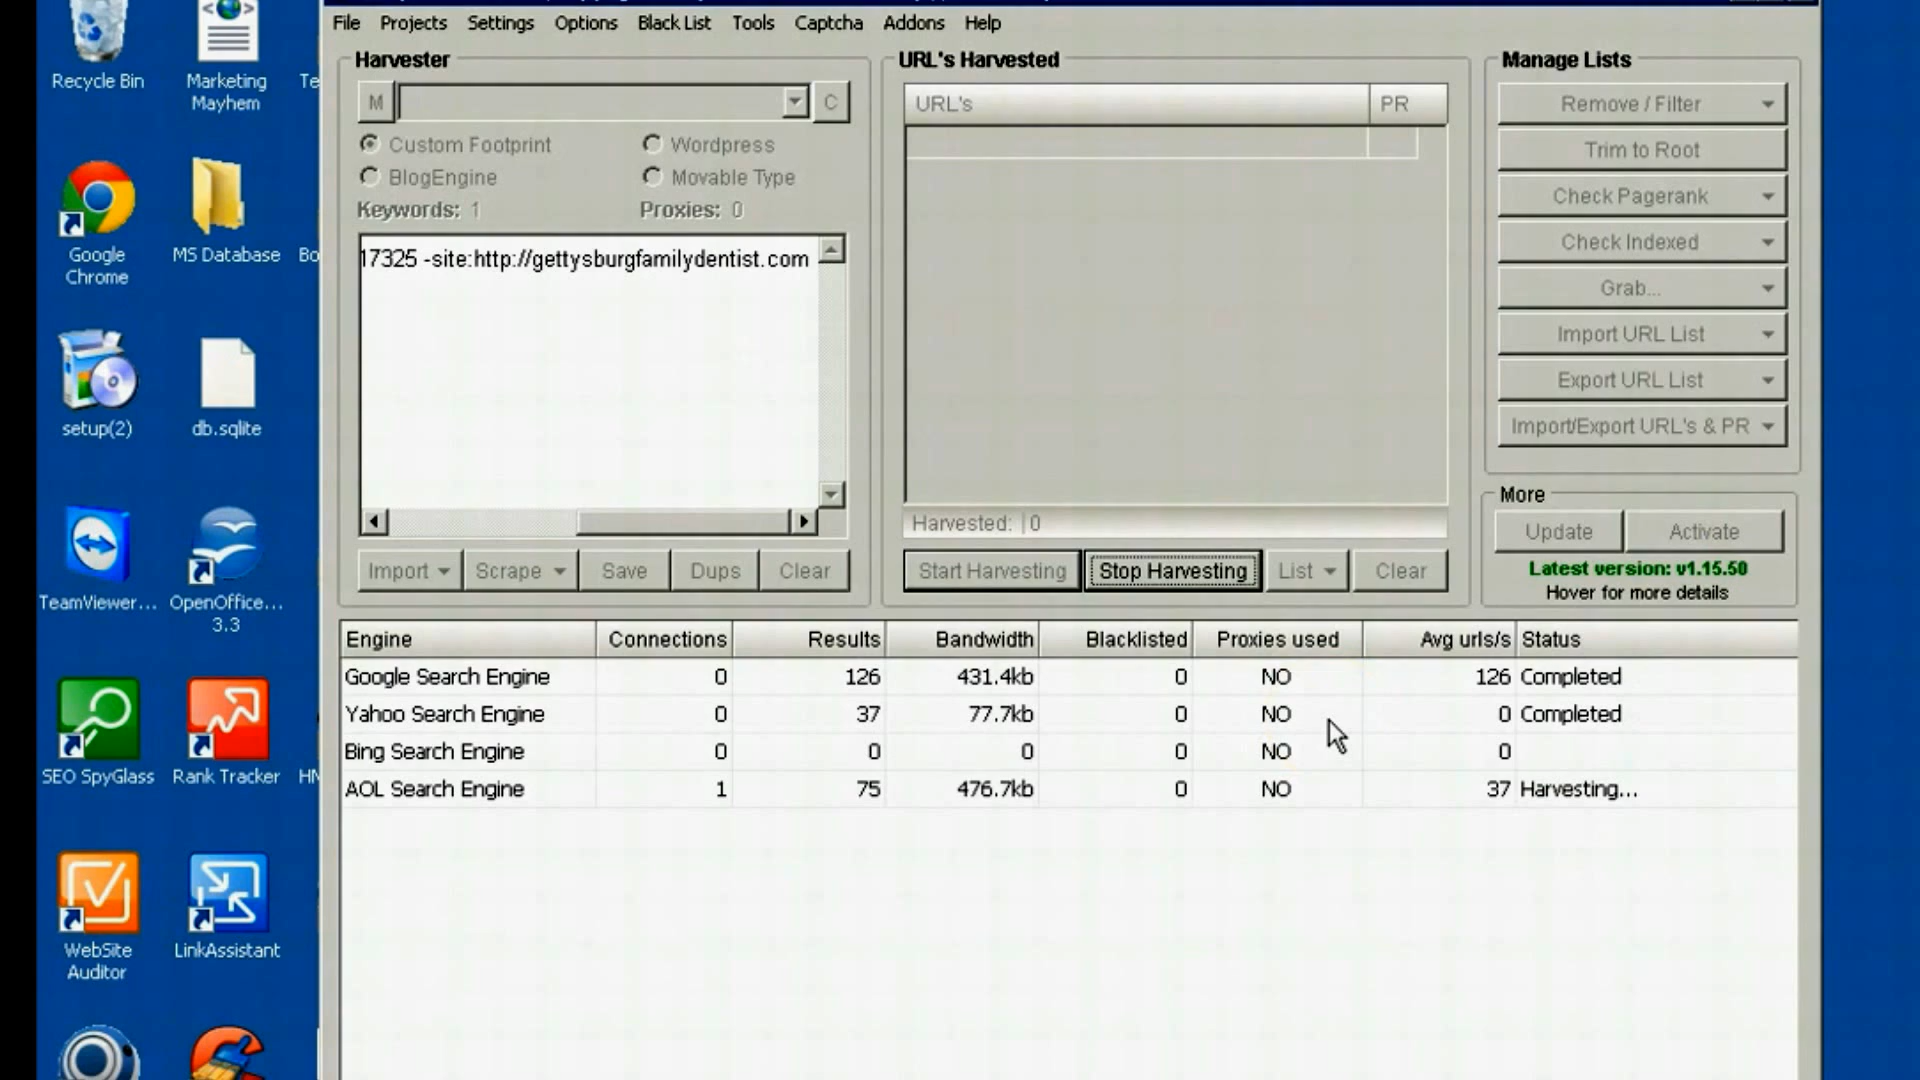 File Projects Settings Options Black List Tools Captcha Addons Help
Recycle Bin
Marketing
Mayhem
Google
Chrome
MS Database
setup(2)
db.sqlite
TeamViewer...
OpenOffice...
3.3
SEO SpyGlass
Rank Tracker
WebSite
Auditor
LinkAssistant
Harvester
M
C
Custom Footprint
Wordpress
BlogEngine
Movable Type
Keywords: 1
Proxies: 0
17325 -site:http://gettysburgfamilydentist.com
Import Scrape Save Dups Clear
URL's Harvested
URL's PR
Harvested: 0
Start Harvesting Stop Harvesting List Clear
Manage Lists
Remove / Filter
Trim to Root
Check Pagerank
Check Indexed
Grab...
Import URL List
Export URL List
Import/Export URL's & PR
More
Update Activate
Latest version: v1.15.50
Hover for more details
Engine Connections Results Bandwidth Blacklisted Proxies used Avg urls/s Status
Google Search Engine 0 126 431.4kb 0 NO 126 Completed
Yahoo Search Engine 0 37 77.7kb 0 NO 0 Completed
Bing Search Engine 0 0 0 0 NO 0
AOL Search Engine 1 75 476.7kb 0 NO 37 Harvesting...